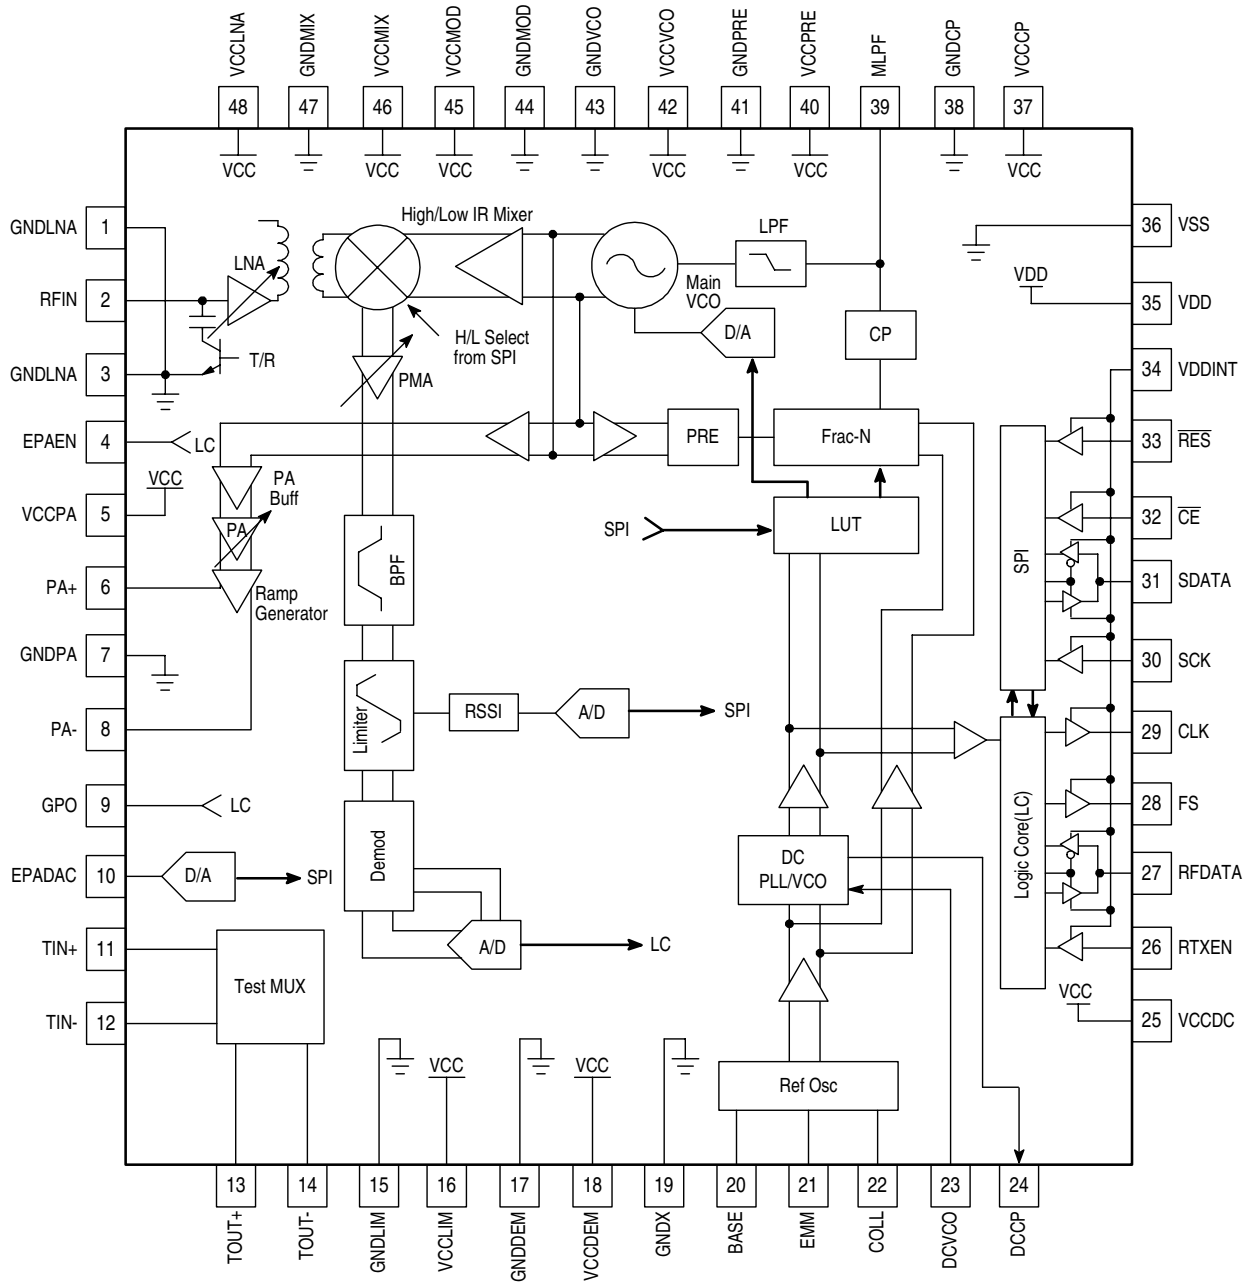 VCCLNA
GNDMIX
VCCMIX
VCCMOD
GNDMOD
GNDVCO
VCCVCO
GNDPRE
VCCPRE
MLPF
GNDCP
VCCCP
48
47
46
45
44
43
42
41
40
39
38
37
VCC
VCC
VCC
VCC
VCC
VCC
GNDLNA
1
High/Low IR Mixer
LPF
36
VSS
LNA
VDD
Main
VCO
RFIN
2
35
VDD
D/A
H/L Select
from SPI
CP
T/R
PMA
GNDLNA
3
34
VDDINT
EPAEN
4
LC
PRE
Frac-N
33
RES
VCC
PA
Buff
VCCPA
5
PA
SPI
LUT
32
CE
BPF
SPI
PA+
6
Ramp
Generator
31
SDATA
GNDPA
7
30
SCK
PA-
8
Limiter
RSSI
A/D
SPI
29
CLK
GPO
9
LC
28
FS
Logic Core(LC)
Demod
DC
PLL/VCO
EPADAC
10
D/A
SPI
27
RFDATA
TIN+
11
A/D
LC
26
RTXEN
Test MUX
VCC
TIN-
12
25
VCCDC
VCC
VCC
Ref Osc
13
14
15
16
17
18
19
20
21
22
23
24
TOUT+
TOUT-
GNDLIM
VCCLIM
GNDDEM
VCCDEM
GNDX
BASE
EMM
COLL
DCVCO
DCCP